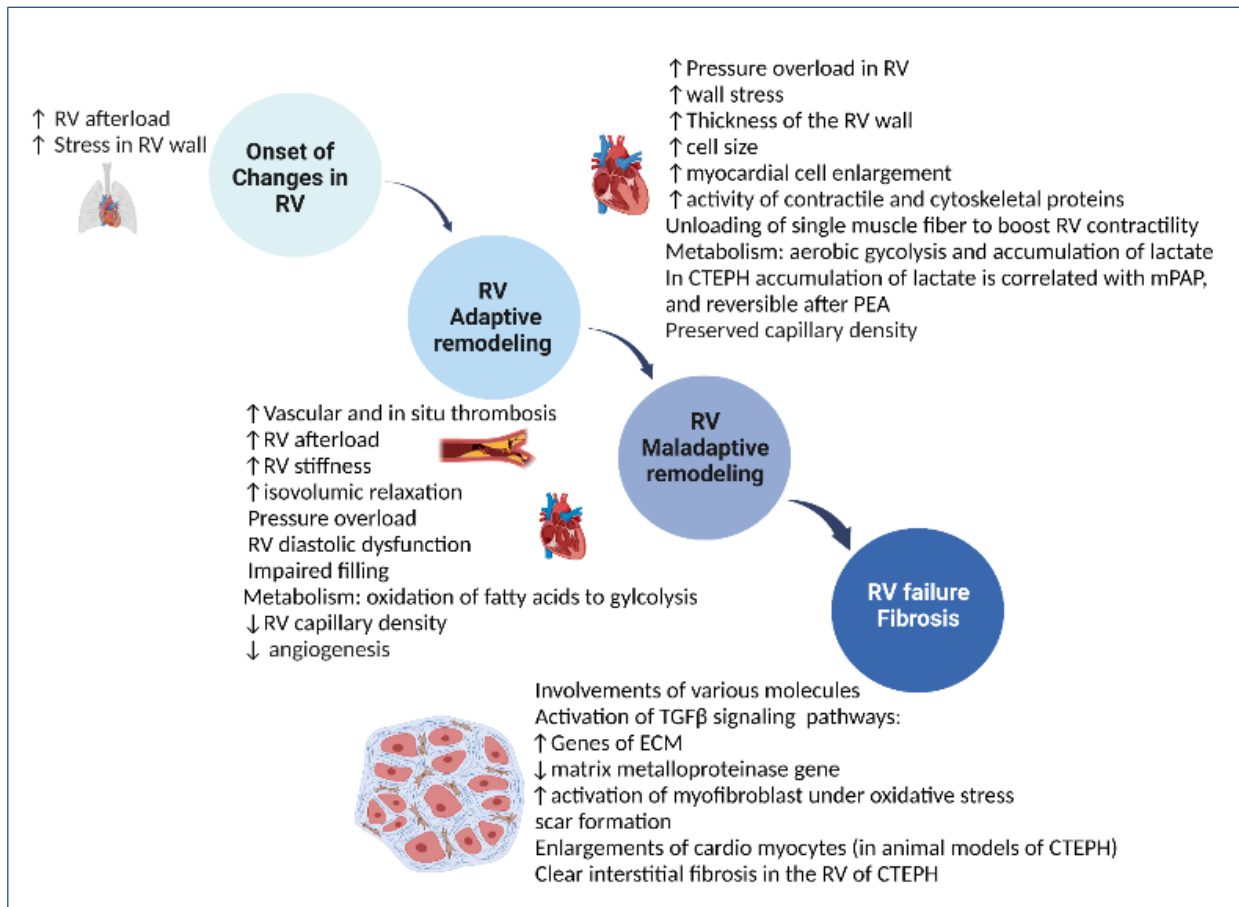 ↑ RV afterload
↑ Stress in RV wall
Onset of
Changes in
RV
↑ Pressure overload in RV
↑ wall stress
↑ Thickness of the RV wall
↑ cell size
↑ myocardial cell enlargement
↑ activity of contractile and cytoskeletal proteins
Unloading of single muscle fiber to boost RV contractility
Metabolism: aerobic gycolysis and accumulation of lactate
In CTEPH accumulation of lactate is correlated with mPAP,
and reversible after PEA
Preserved capillary density
RV
Adaptive
remodeling
↑ Vascular and in situ thrombosis
↑ RV afterload
↑ RV stiffness
↑ isovolumic relaxation
Pressure overload
RV diastolic dysfunction
Impaired filling
Metabolism: oxidation of fatty acids to gylcolysis
↓ RV capillary density
↓ angiogenesis
RV
Maladaptive
remodeling
RV failure
Fibrosis
Involvements of various molecules
Activation of TGFβ signaling pathways:
↑ Genes of ECM
↓ matrix metalloproteinase gene
↑ activation of myofibroblast under oxidative stress
scar formation
Enlargements of cardio myocytes (in animal models of CTEPH)
Clear interstitial fibrosis in the RV of CTEPH